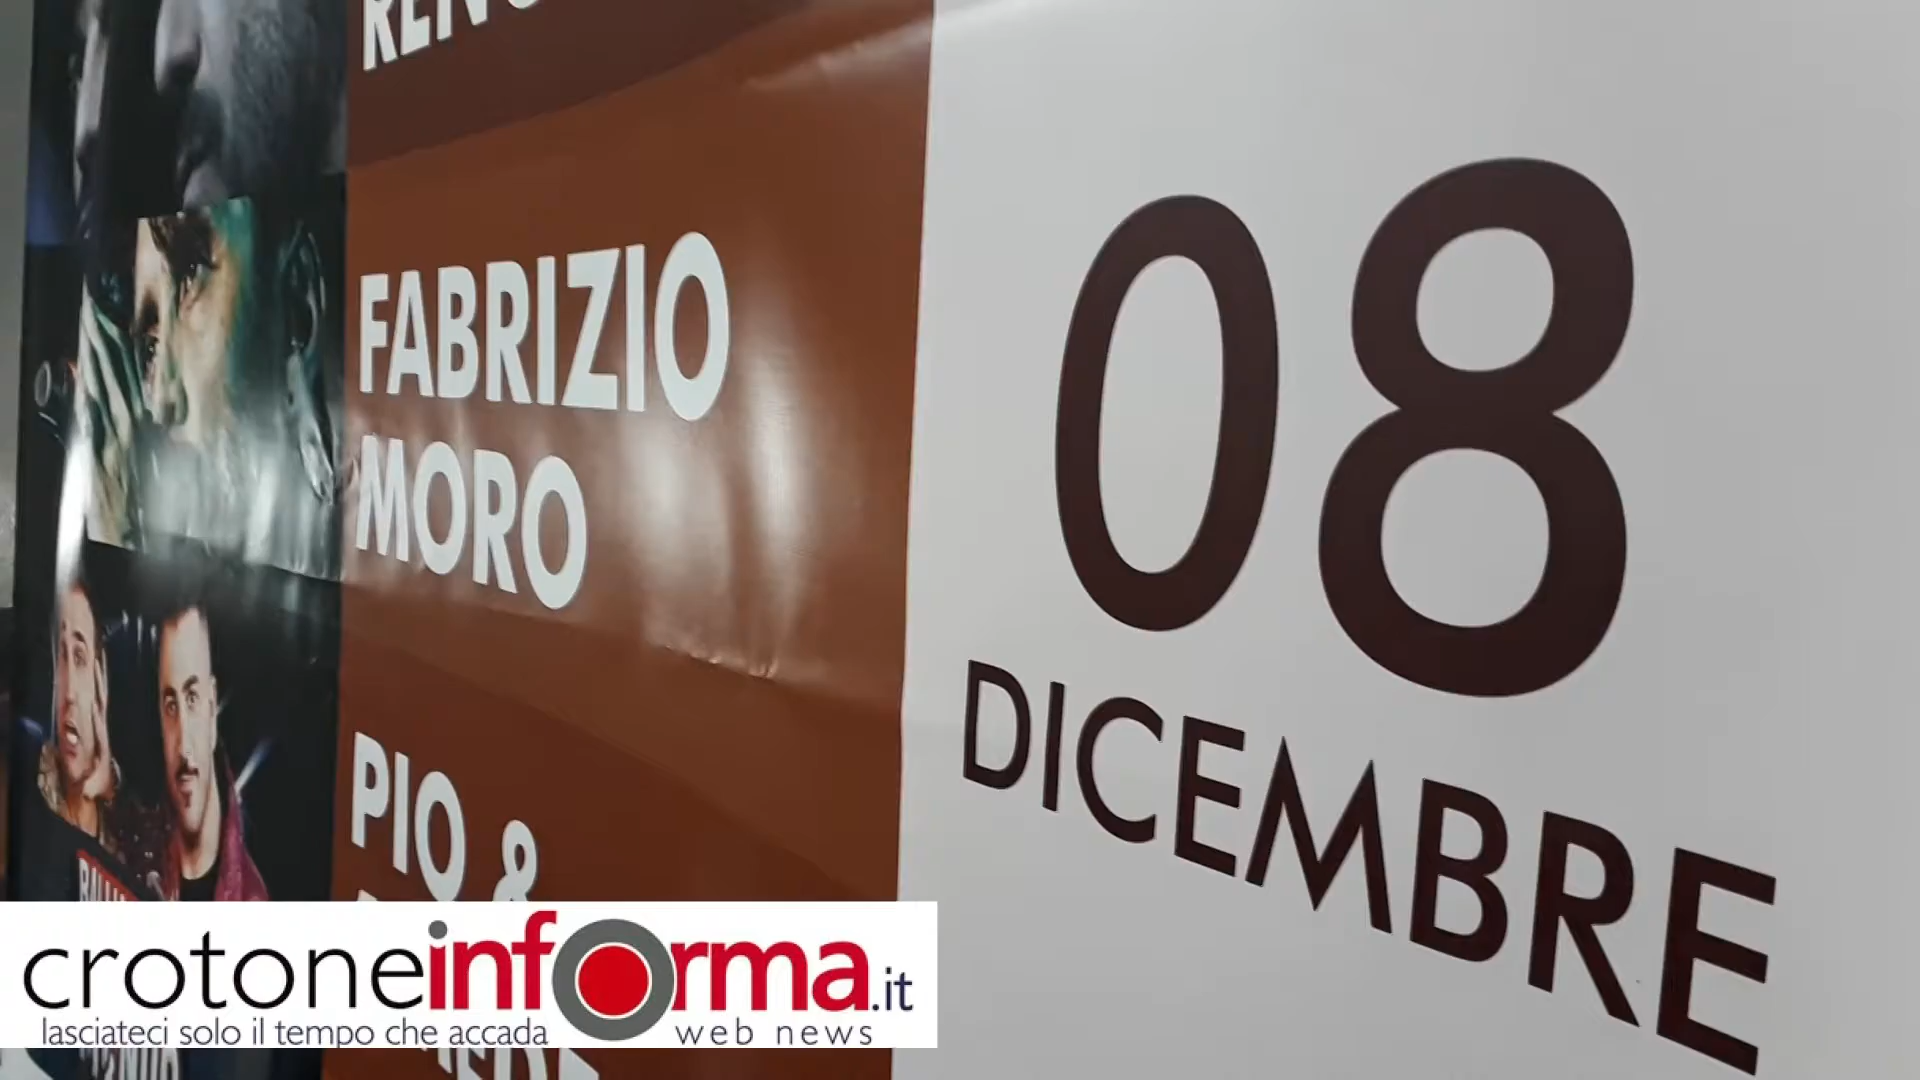 FABRIZIO
MORO
PIO &
08
DICEMBRE
crotoneinforma.it
lasciateci solo il tempo che accada
web news